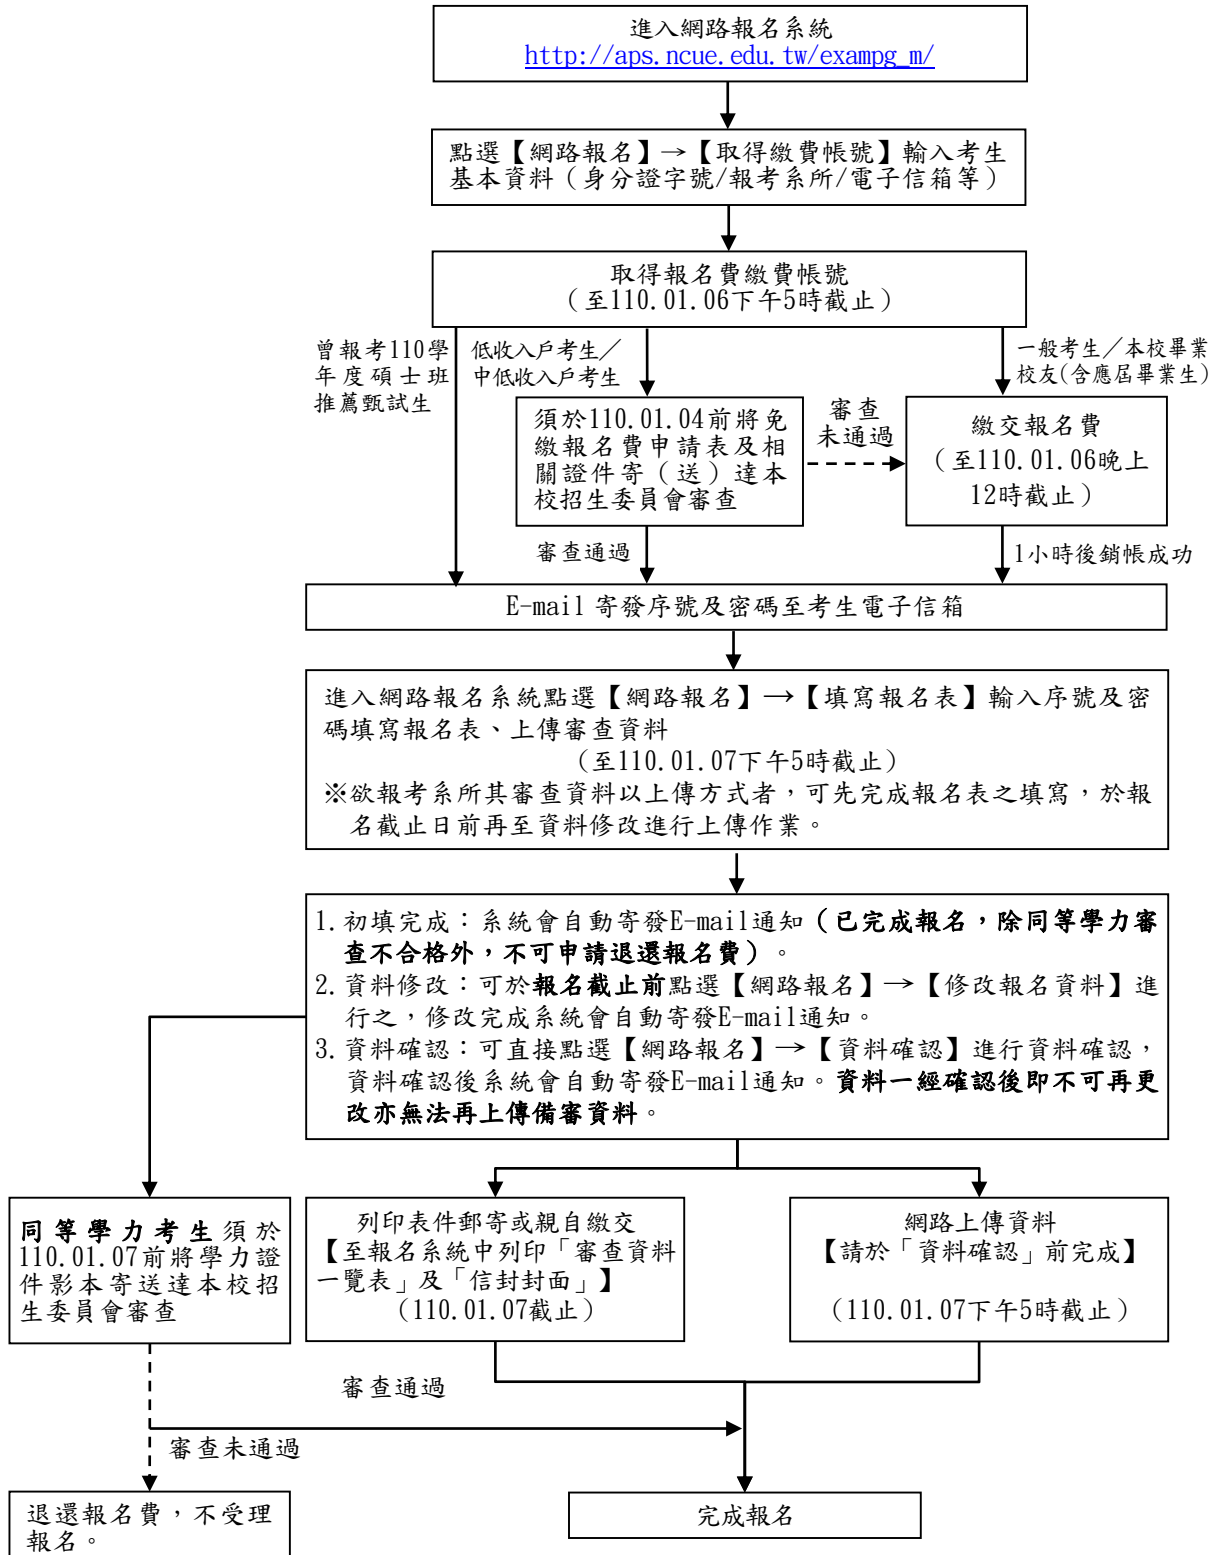 進入網路報名系統
http://aps.ncue.edu.tw/exampg_m/
點選【網路報名】→【取得繳費帳號】輸入考生
基本資料（身分證字號/報考系所/電子信箱等）
取得報名費繳費帳號
（至110.01.06下午5時截止）
曾報考110學
年度碩士班
推薦甄試生
低收入戶考生／
中低收入戶考生
一般考生／本校畢業
校友(含應屆畢業生)
須於110.01.04前將免
繳報名費申請表及相
關證件寄（送）達本
校招生委員會審查
審查
未通過
繳交報名費
（至110.01.06晚上
12時截止）
審查通過
1小時後銷帳成功
E-mail 寄發序號及密碼至考生電子信箱
進入網路報名系統點選【網路報名】→【填寫報名表】輸入序號及密
碼填寫報名表、上傳審查資料
（至110.01.07下午5時截止）
※欲報考系所其審查資料以上傳方式者，可先完成報名表之填寫，於報
名截止日前再至資料修改進行上傳作業。
1.初填完成：系統會自動寄發E-mail通知（已完成報名，除同等學力審
查不合格外，不可申請退還報名費）。
2.資料修改：可於報名截止前點選【網路報名】→【修改報名資料】進
行之，修改完成系統會自動寄發E-mail通知。
3.資料確認：可直接點選【網路報名】→【資料確認】進行資料確認，
資料確認後系統會自動寄發E-mail通知。資料一經確認後即不可再更
改亦無法再上傳備審資料。
同等學力考生須於
110.01.07前將學力證
件影本寄送達本校招
生委員會審查
列印表件郵寄或親自繳交
【至報名系統中列印「審查資料
一覽表」及「信封封面」】
（110.01.07截止）
網路上傳資料
【請於「資料確認」前完成】
（110.01.07下午5時截止）
審查通過
審查未通過
退還報名費，不受理
報名。
完成報名